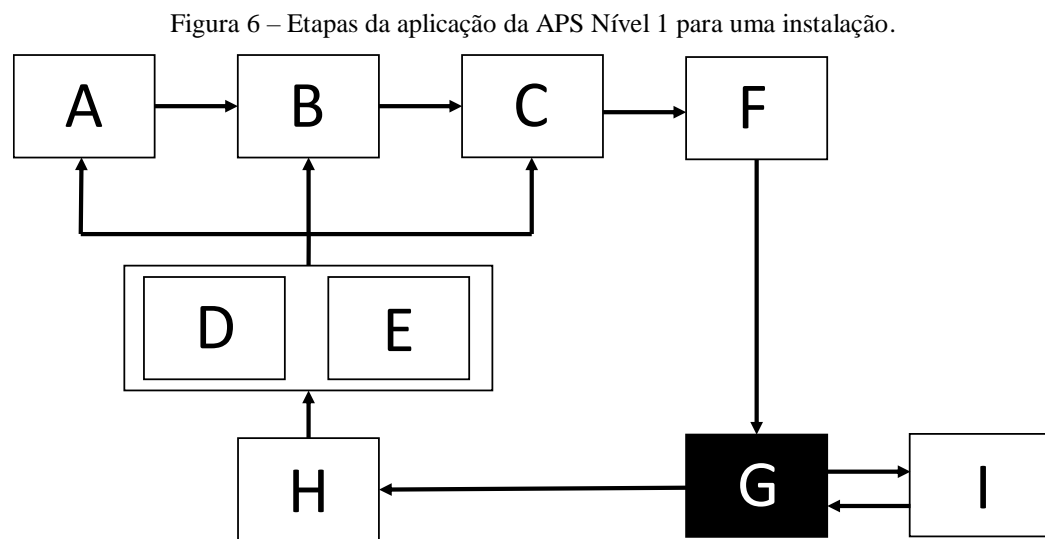 Figura 6 – Etapas da aplicação da APS Nível 1 para uma instalação.
A B C F
D E
H G I